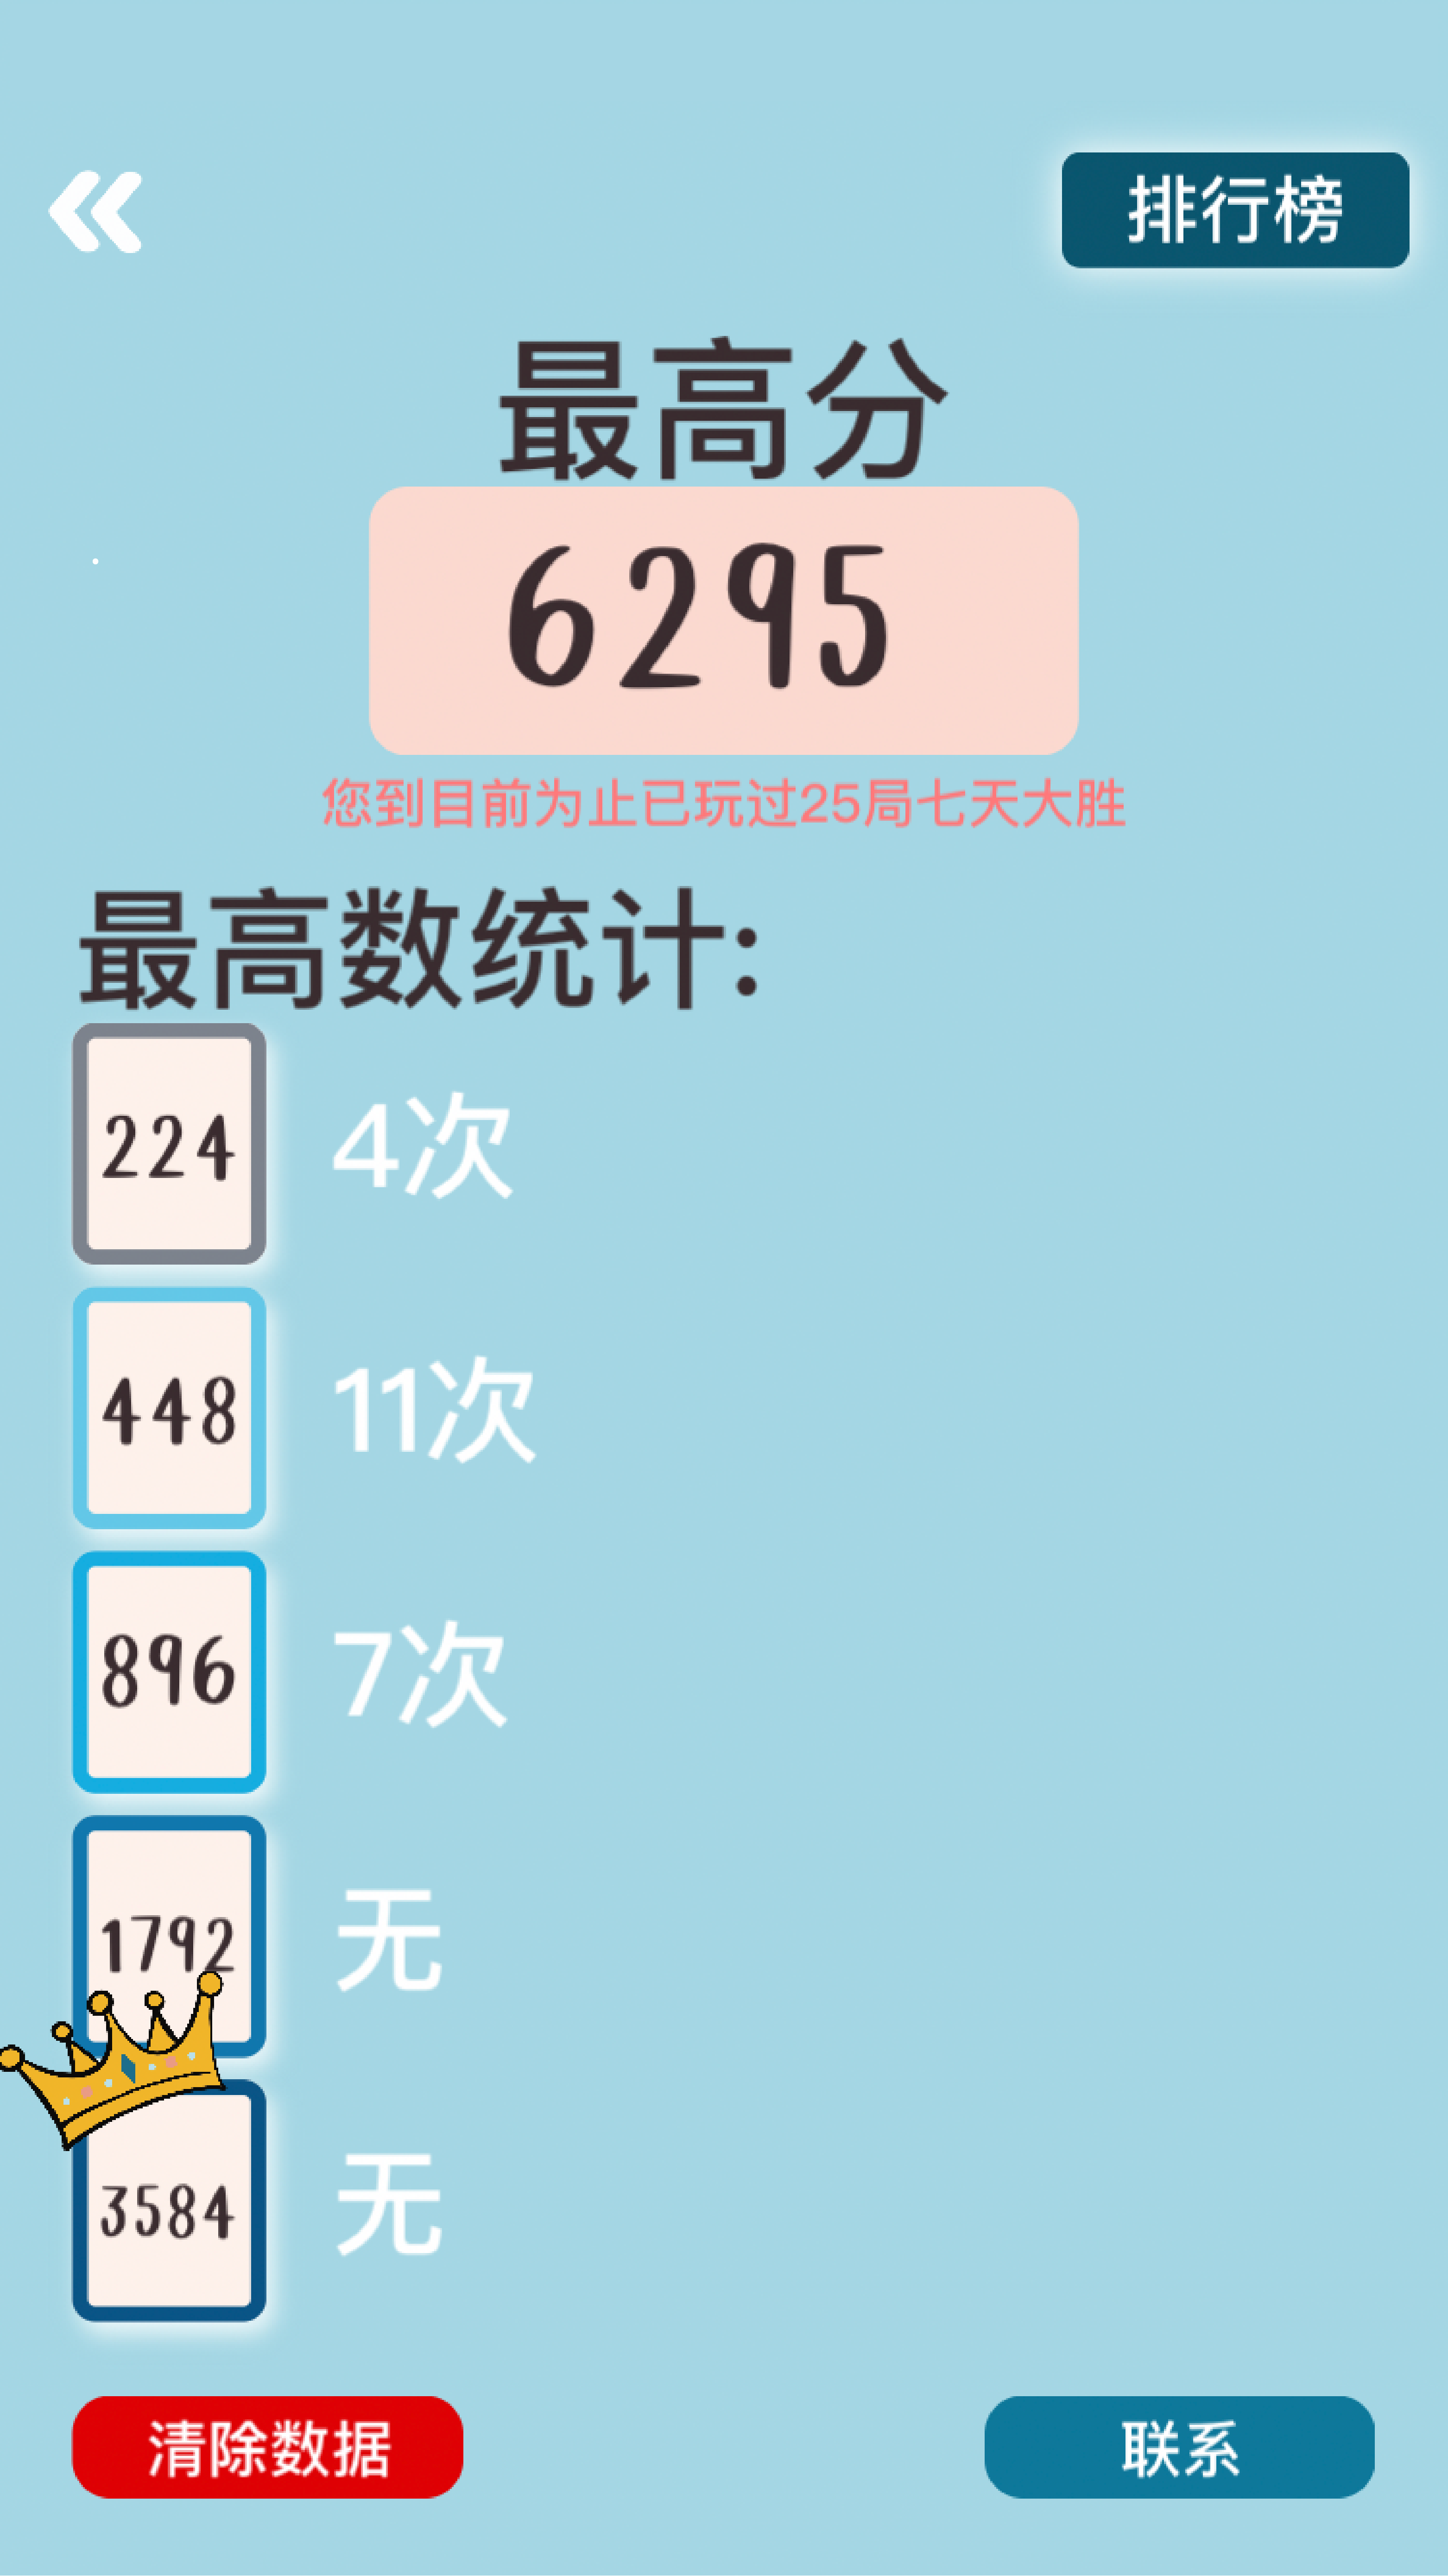 排行榜
最高分
6295
您到目前为止已玩过25局七天大胜
最高数统计:
224 4次
448 11次
896 7次
1792 无
3584 无
清除数据 联系